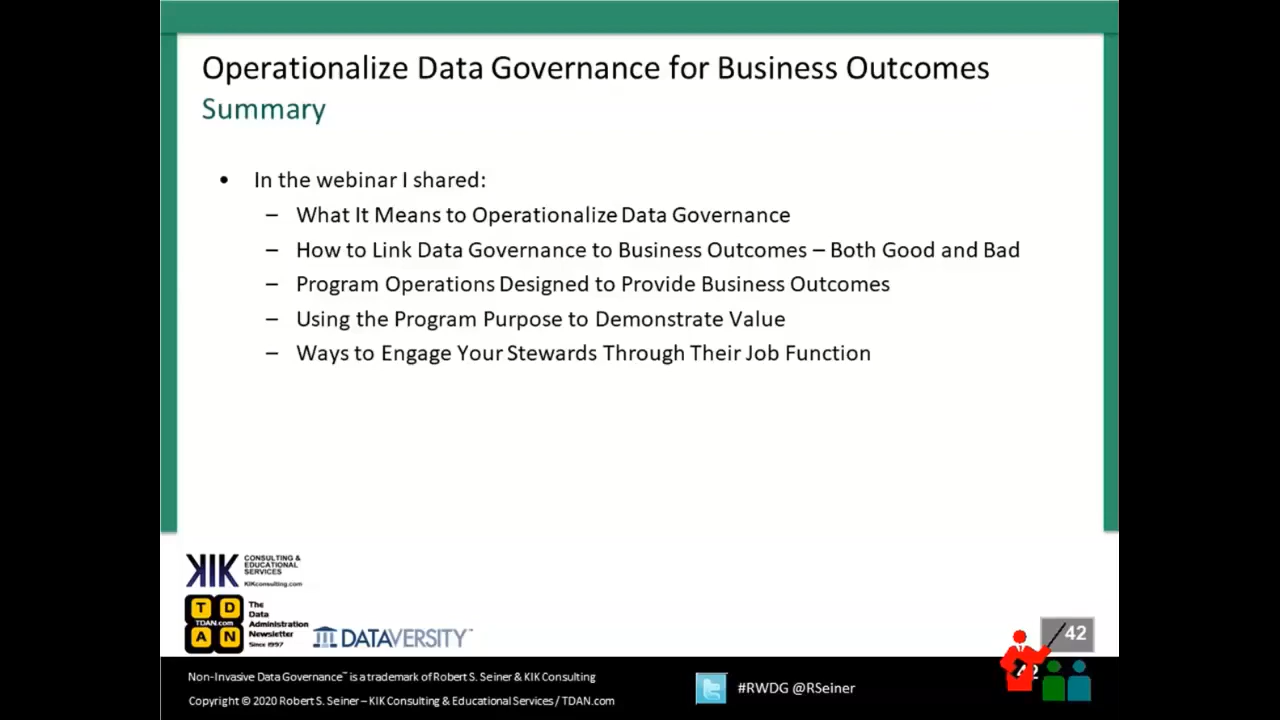 Operationalize Data Governance for Business Outcomes
Summary
• In the webinar I shared:
– What It Means to Operationalize Data Governance
– How to Link Data Governance to Business Outcomes – Both Good and Bad
– Program Operations Designed to Provide Business Outcomes
– Using the Program Purpose to Demonstrate Value
– Ways to Engage Your Stewards Through Their Job Function
KIK
CONSULTING &
EDUCATIONAL
SERVICES
KIKconsulting.com
T D
TDAN.com
A N
The
Data
Administration
Newsletter
Since 1997
DATAVERSITY™
42
Non-Invasive Data Governance™ is a trademark of Robert S. Seiner & KIK Consulting
Copyright © 2020 Robert S. Seiner – KIK Consulting & Educational Services / TDAN.com
#RWDG @RSeiner